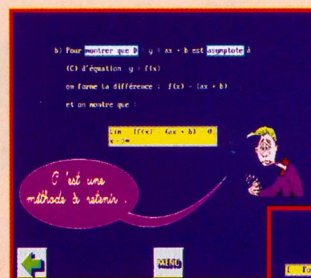 b) Pour montrer que D : y = ax + b est asymptote à
(C) d'équation y = f(x)
on forme la différence : f(x) - (ax + b)
et on montre que :
lim [f(x) - (ax + b)] = 0
x→∞
C'est une
méthode à retenir.
MENU